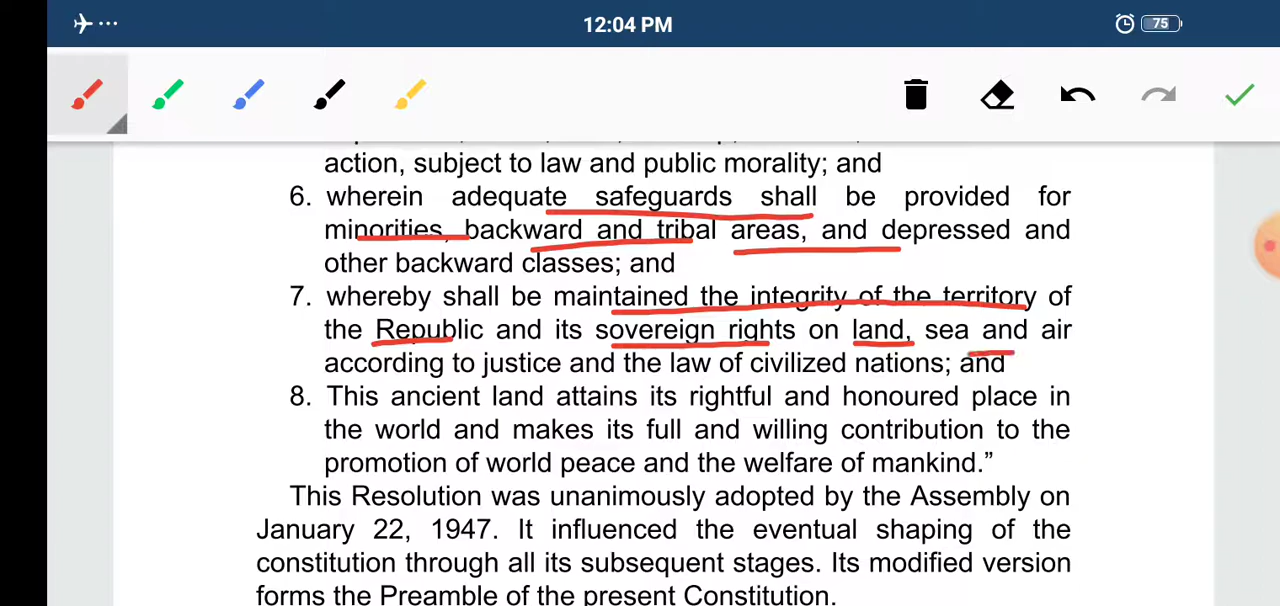 12:04 PM
75
action, subject to law and public morality; and
6. wherein adequate safeguards shall be provided for
minorities, backward and tribal areas, and depressed and
other backward classes; and
7. whereby shall be maintained the integrity of the territory of
the Republic and its sovereign rights on land, sea and air
according to justice and the law of civilized nations; and
8. This ancient land attains its rightful and honoured place in
the world and makes its full and willing contribution to the
promotion of world peace and the welfare of mankind.”
This Resolution was unanimously adopted by the Assembly on
January 22, 1947. It influenced the eventual shaping of the
constitution through all its subsequent stages. Its modified version
forms the Preamble of the present Constitution.